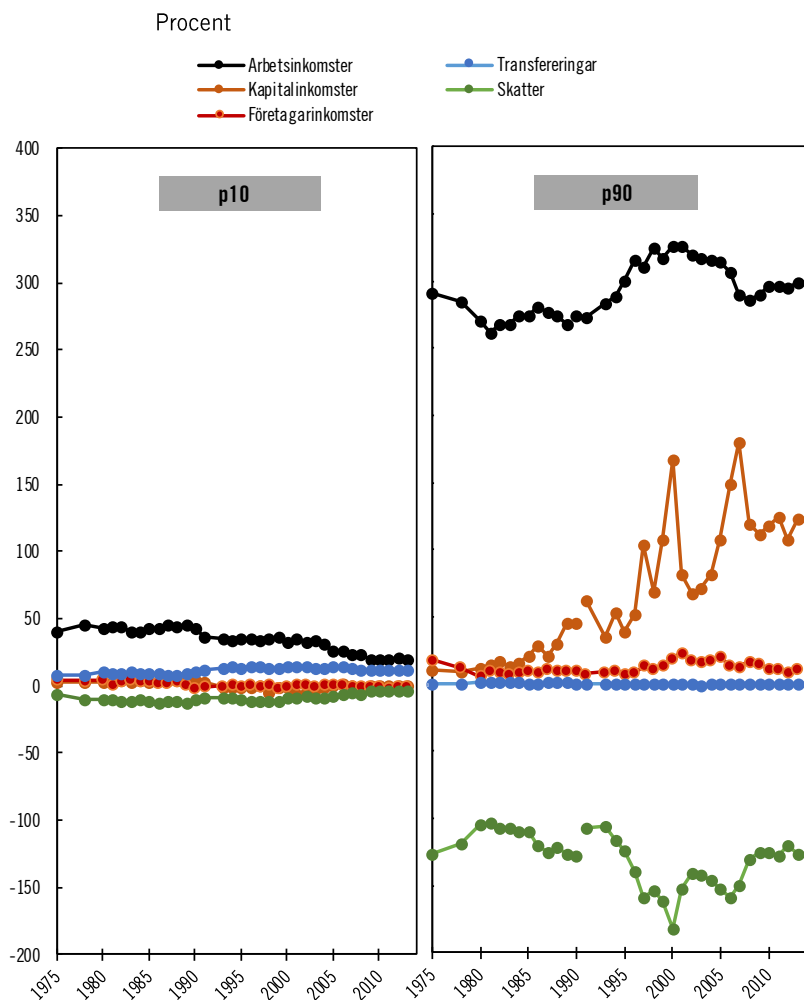 Procent
Arbetsinkomster
Transfereringar
Kapitalinkomster
Skatter
Företagarinkomster
p10
p90
400
350
300
250
200
150
100
50
0
-50
-100
-150
-200
1975 1980 1985 1990 1995 2000 2005 2010
1975 1980 1985 1990 1995 2000 2005 2010